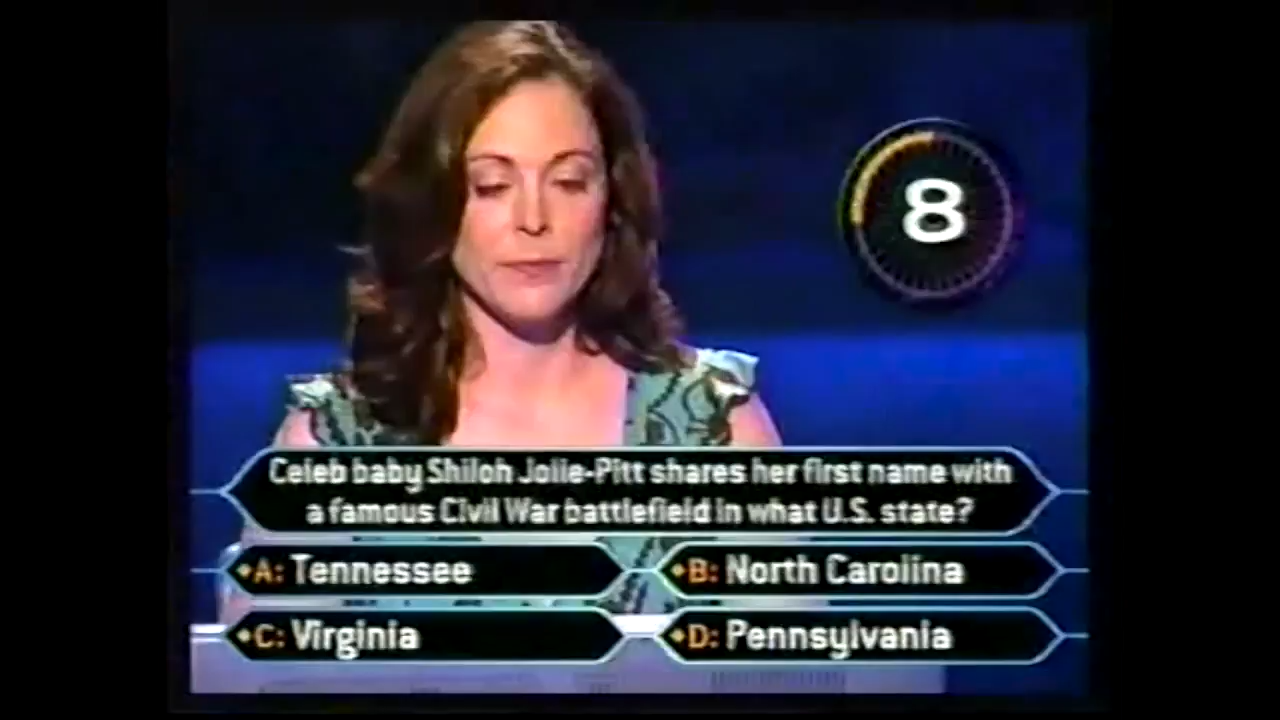 8
Celeb baby Shiloh Jolie-Pitt shares her first name with
a famous Civil War battlefield in what U.S. state?
A: Tennessee
B: North Carolina
C: Virginia
D: Pennsylvania